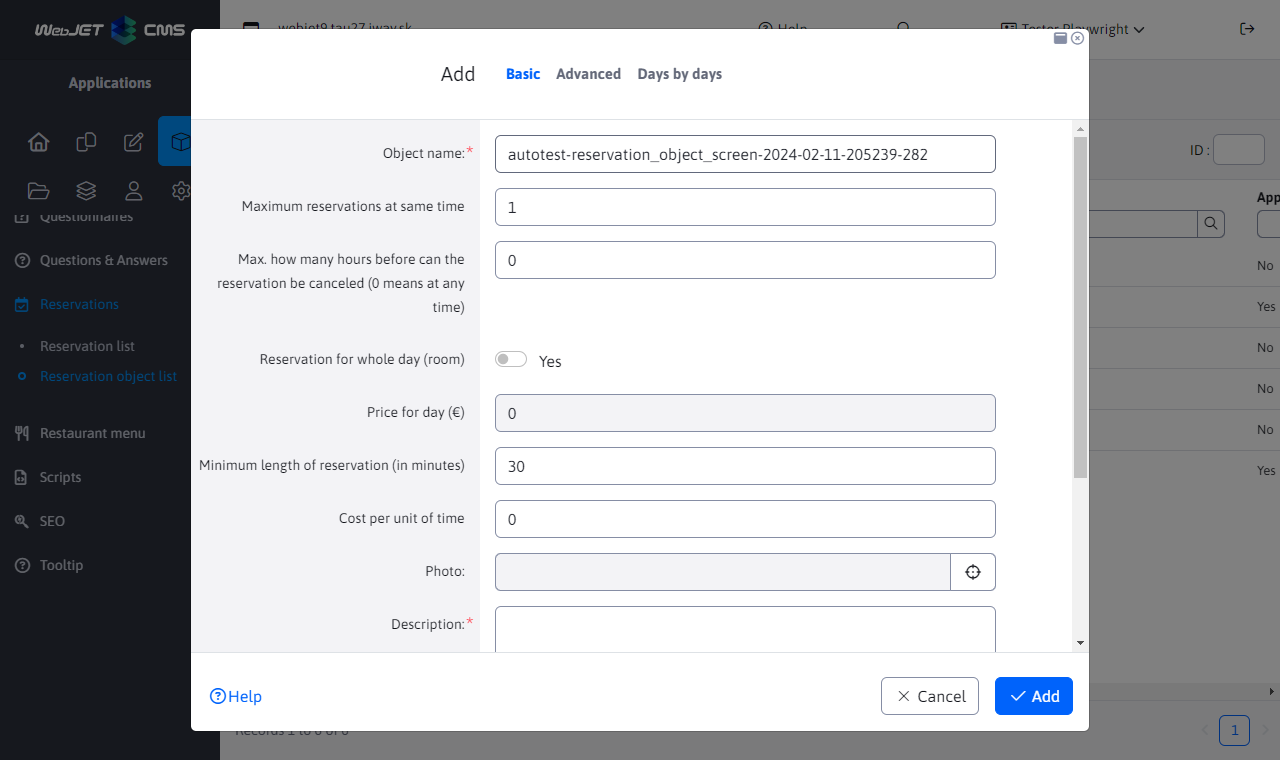 WebJET CMS
webjet9.tau27.iway.sk
Help
Tester Playwright
Applications
Add
Basic
Advanced
Days by days
Object name:*
autotest-reservation_object_screen-2024-02-11-205239-282
ID :
Maximum reservations at same time
1
App
Questionnaires
Max. how many hours before can the
reservation be canceled (0 means at any
time)
0
Questions & Answers
No
Reservations
Yes
Reservation list
No
Reservation for whole day (room)
Yes
Reservation object list
No
Price for day (€)
0
Restaurant menu
No
Minimum length of reservation (in minutes)
30
Yes
Scripts
Cost per unit of time
0
SEO
Photo:
Tooltip
Description:*
Help
Cancel
Add
Records 1 to 6 of 6
1